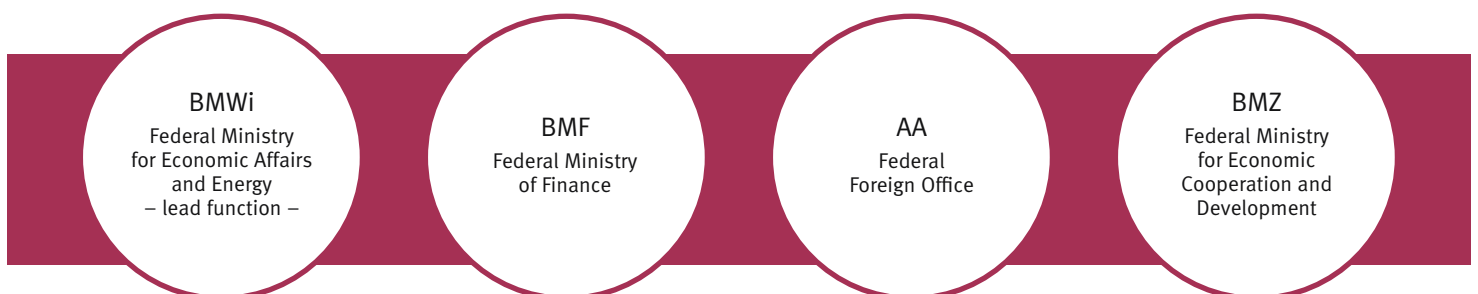 BMWi
Federal Ministry
for Economic Affairs
and Energy
– lead function –
BMF
Federal Ministry
of Finance
AA
Federal
Foreign Office
BMZ
Federal Ministry
for Economic
Cooperation and
Development